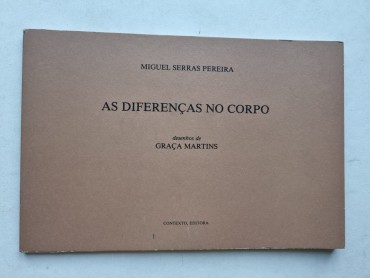 MIGUEL SERRAS PEREIRA
AS DIFERENÇAS NO CORPO
desenhos de
GRAÇA MARTINS
CONTEXTO, EDITORA